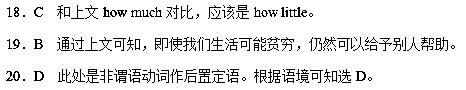 18．C 和上文 how much 对比，应该是 how little。
19．B 通过上文可知，即使我们生活可能贫穷，仍然可以给予别人帮助。
20．D 此处是非谓语动词作后置定语。根据语境可知选 D。